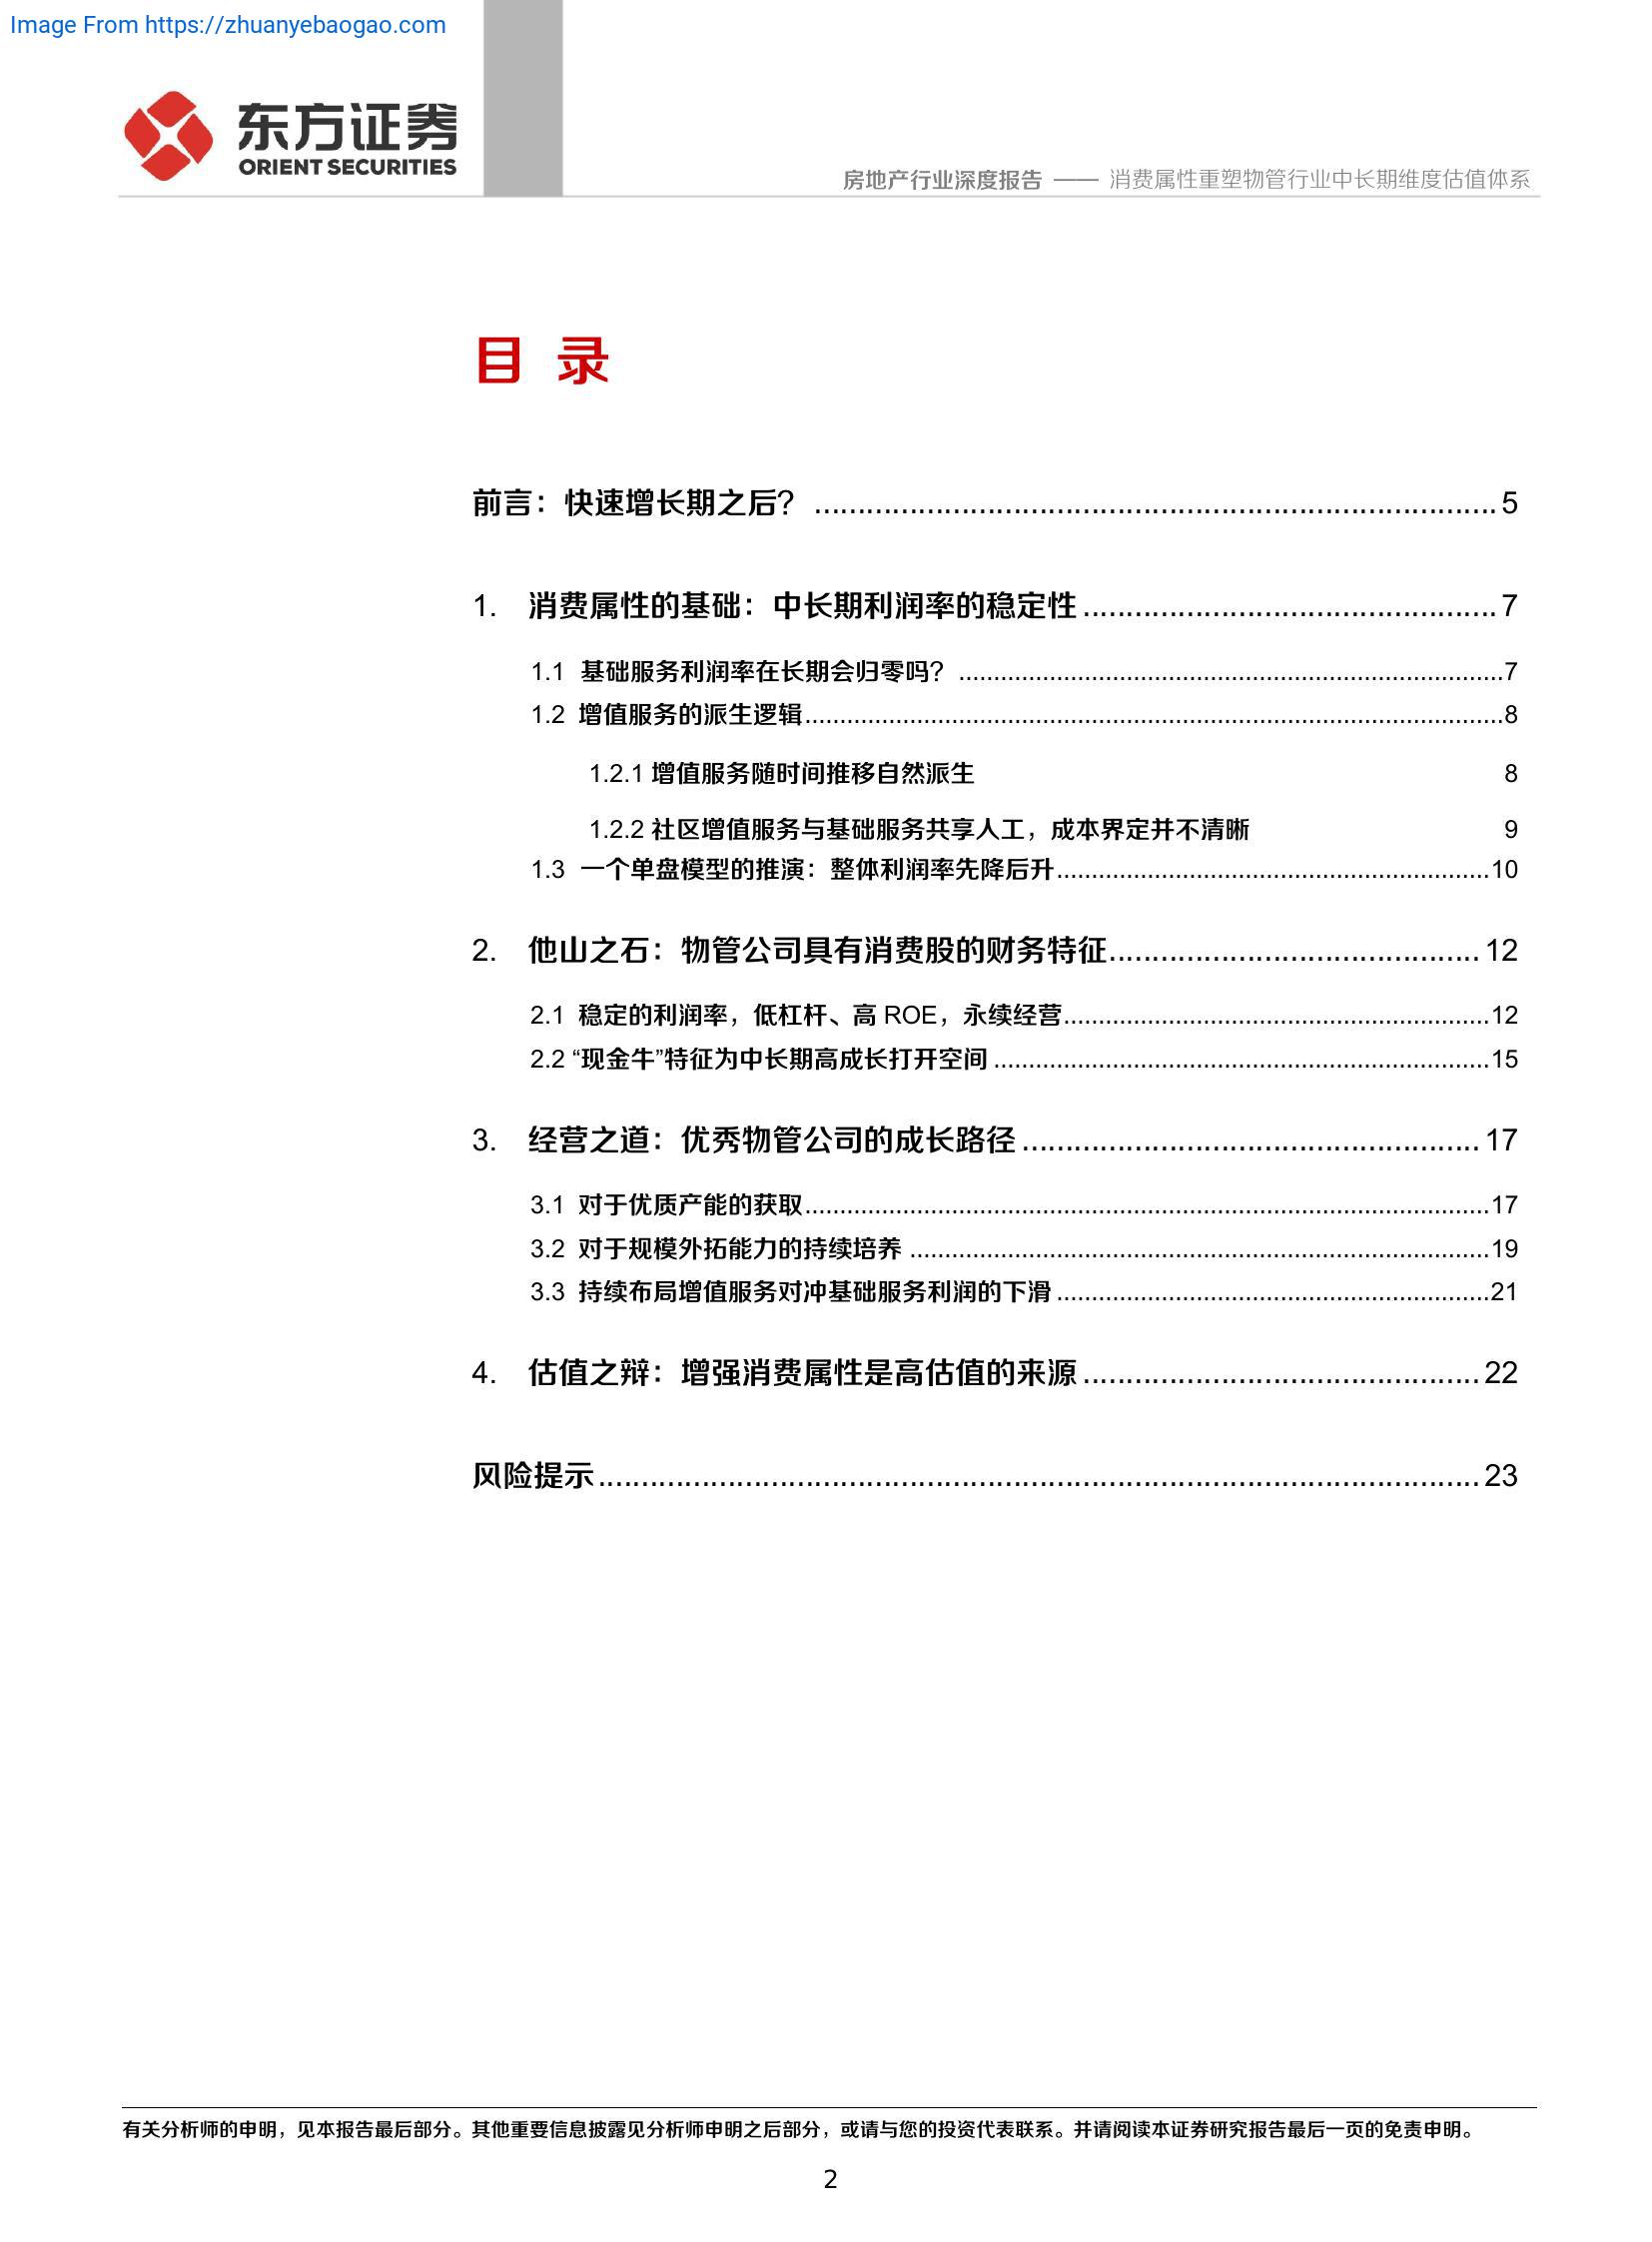 Image From https://zhuanyebaogao.com
东方证券
ORIENT SECURITIES
房地产行业深度报告 —— 消费属性重塑物管行业中长期维度估值体系
目 录
前言：快速增长期之后？ ................................................................................ 5
1. 消费属性的基础：中长期利润率的稳定性 ................................................ 7
1.1 基础服务利润率在长期会归零吗？ ..............................................................................7
1.2 增值服务的派生逻辑....................................................................................................8
1.2.1 增值服务随时间推移自然派生 8
1.2.2 社区增值服务与基础服务共享人工，成本界定并不清晰 9
1.3 一个单盘模型的推演：整体利润率先降后升..............................................................10
2. 他山之石：物管公司具有消费股的财务特征........................................... 12
2.1 稳定的利润率，低杠杆、高 ROE，永续经营.............................................................12
2.2 “现金牛”特征为中长期高成长打开空间 .......................................................................15
3. 经营之道：优秀物管公司的成长路径 ..................................................... 17
3.1 对于优质产能的获取..................................................................................................17
3.2 对于规模外拓能力的持续培养 ...................................................................................19
3.3 持续布局增值服务对冲基础服务利润的下滑 ..............................................................21
4. 估值之辩：增强消费属性是高估值的来源 .............................................. 22
风险提示...................................................................................................... 23
有关分析师的申明，见本报告最后部分。其他重要信息披露见分析师申明之后部分，或请与您的投资代表联系。并请阅读本证券研究报告最后一页的免责申明。
2